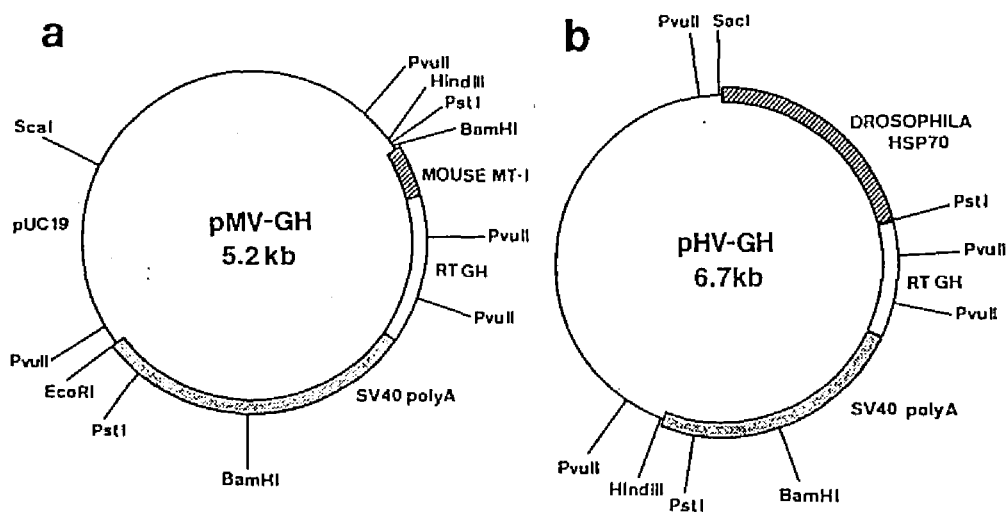 a
PvuII
HindIII
PstI
BamHI
ScaI
MOUSE MT-I
pUC19
pMV-GH
5.2 kb
PvuII
RT GH
PvuII
PvuII
EcoRI
PstI
SV40 polyA
BamHI
b
PvuII
SacI
DROSOPHILA
HSP70
PstI
pHV-GH
6.7kb
PvuII
RT GH
PvuII
SV40 polyA
PvuII
HindIII
PstI
BamHI